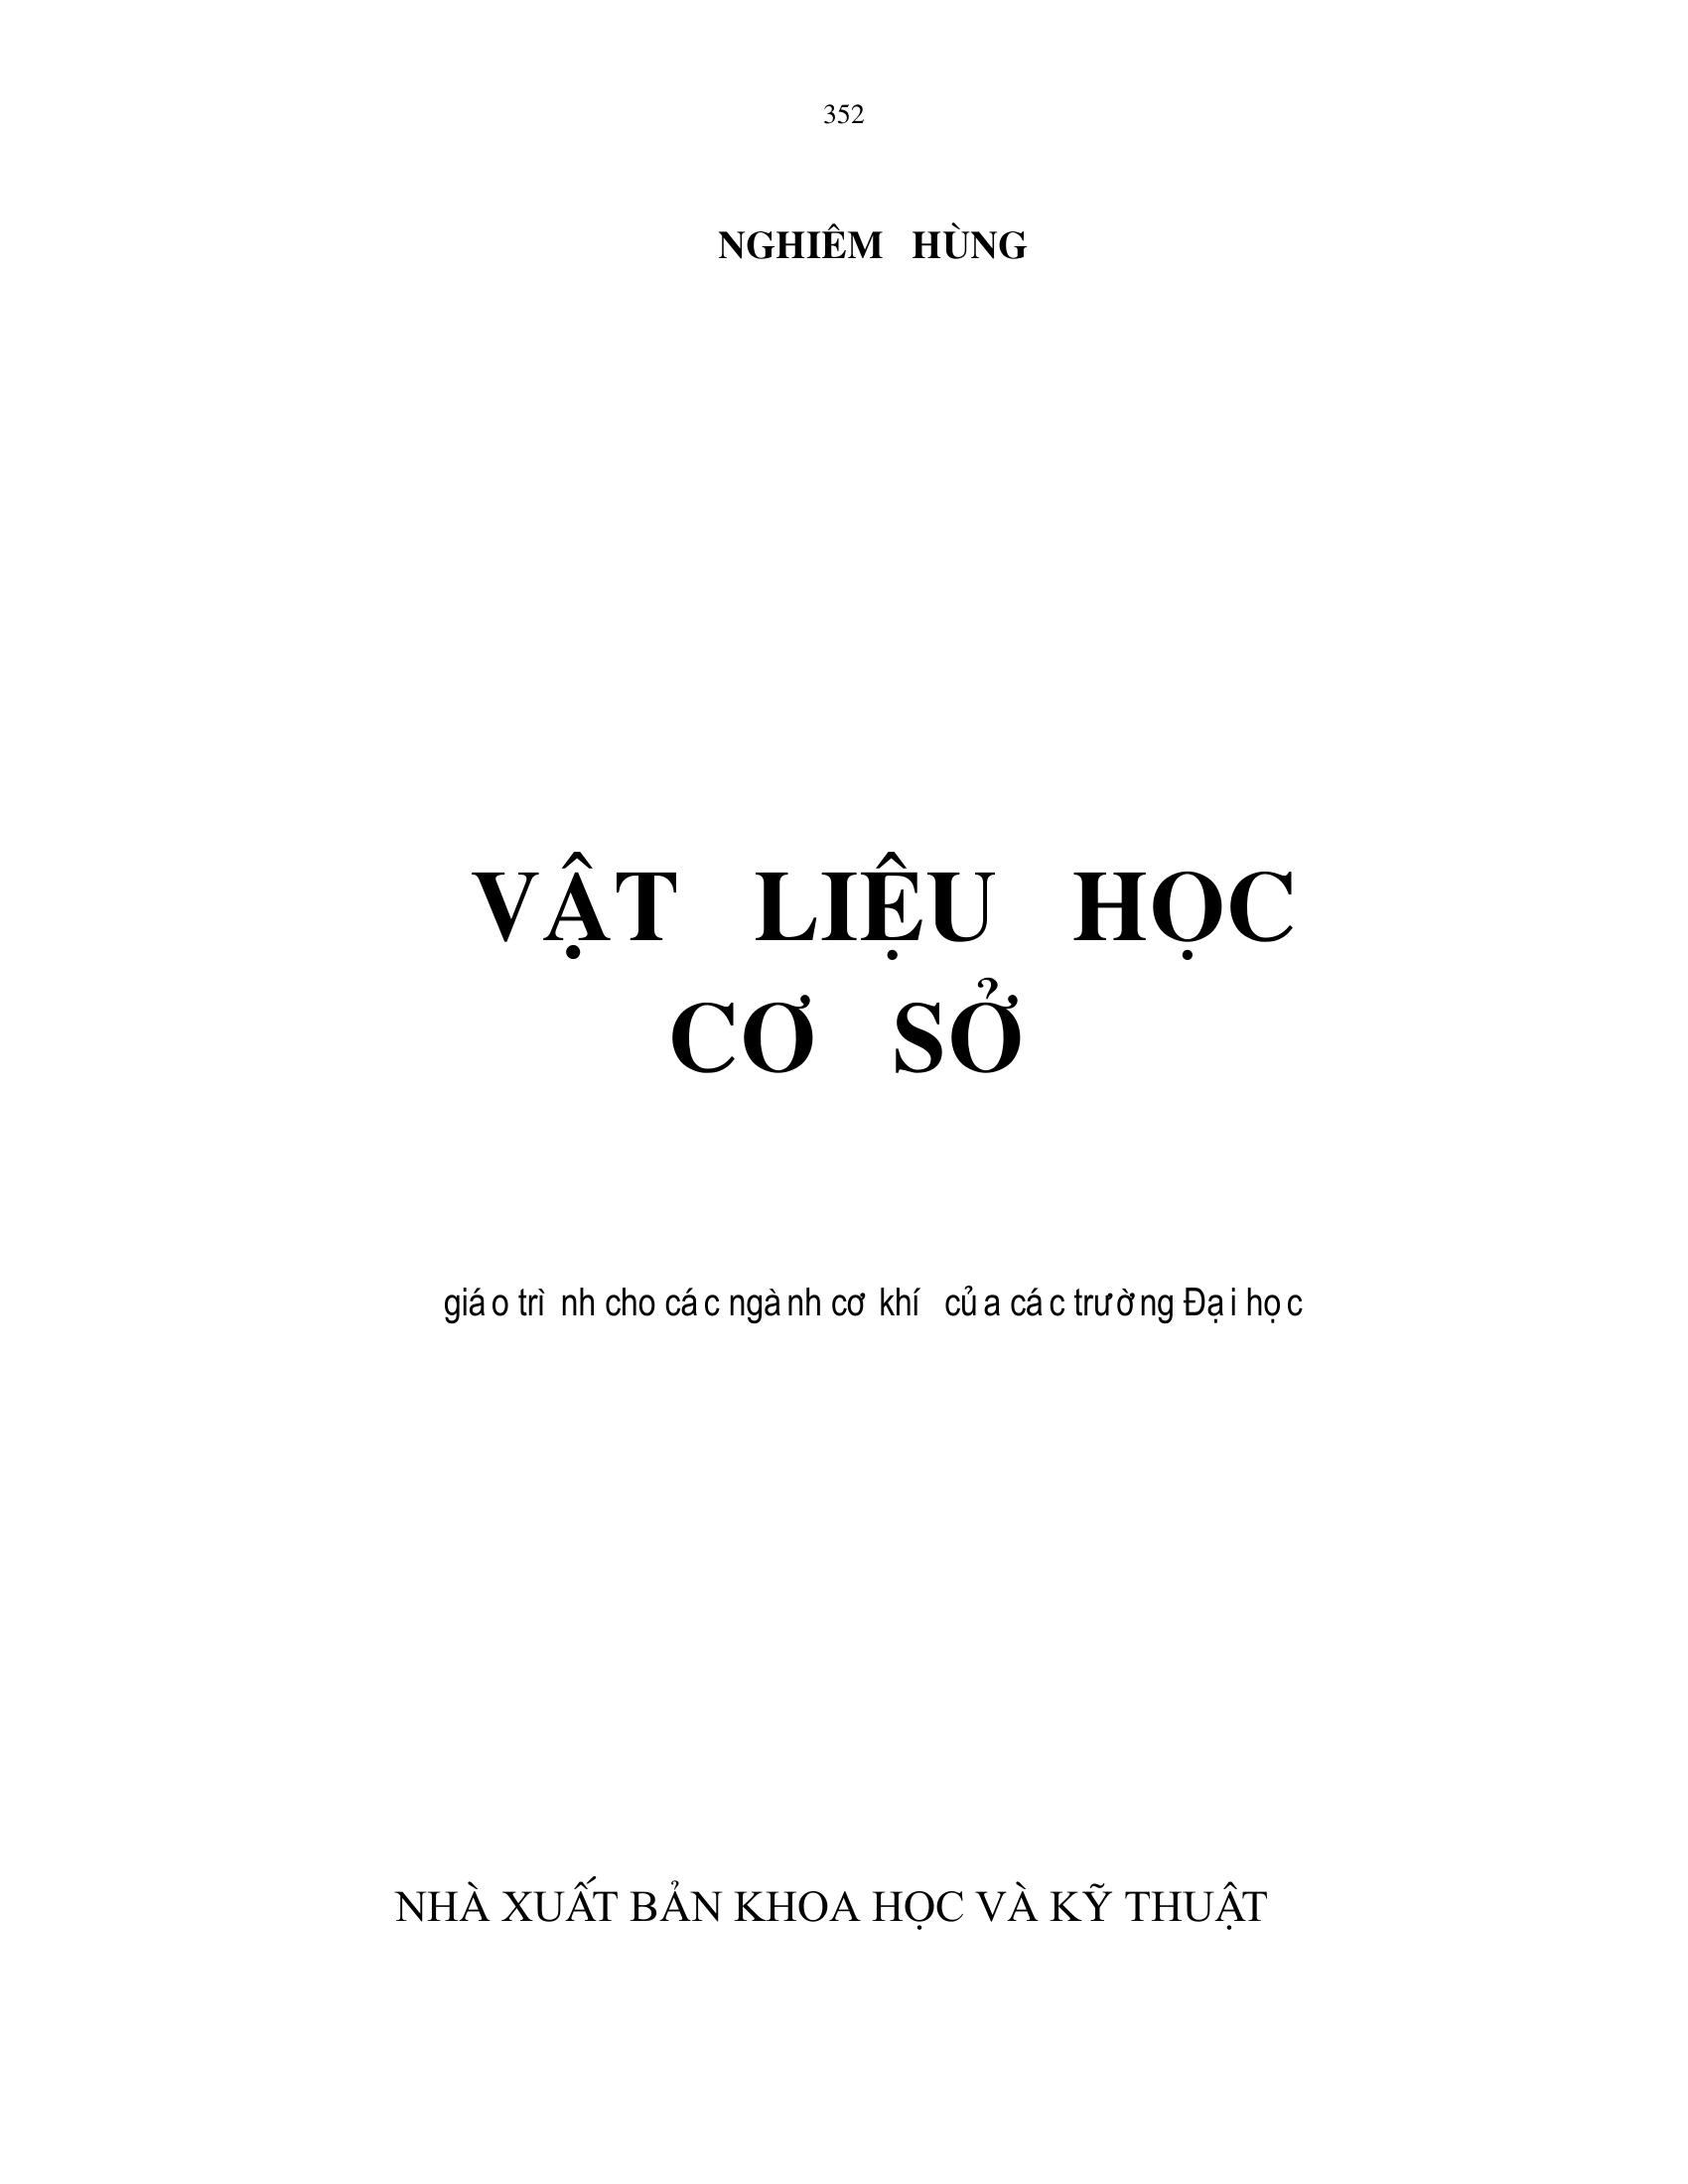 352
NGHIÊM HÙNG
VẬT LIỆU HỌC
CƠ SỞ
giáo trình cho các ngành cơ khí của các trường Đại học
NHÀ XUẤT BẢN KHOA HỌC VÀ KỸ THUẬT